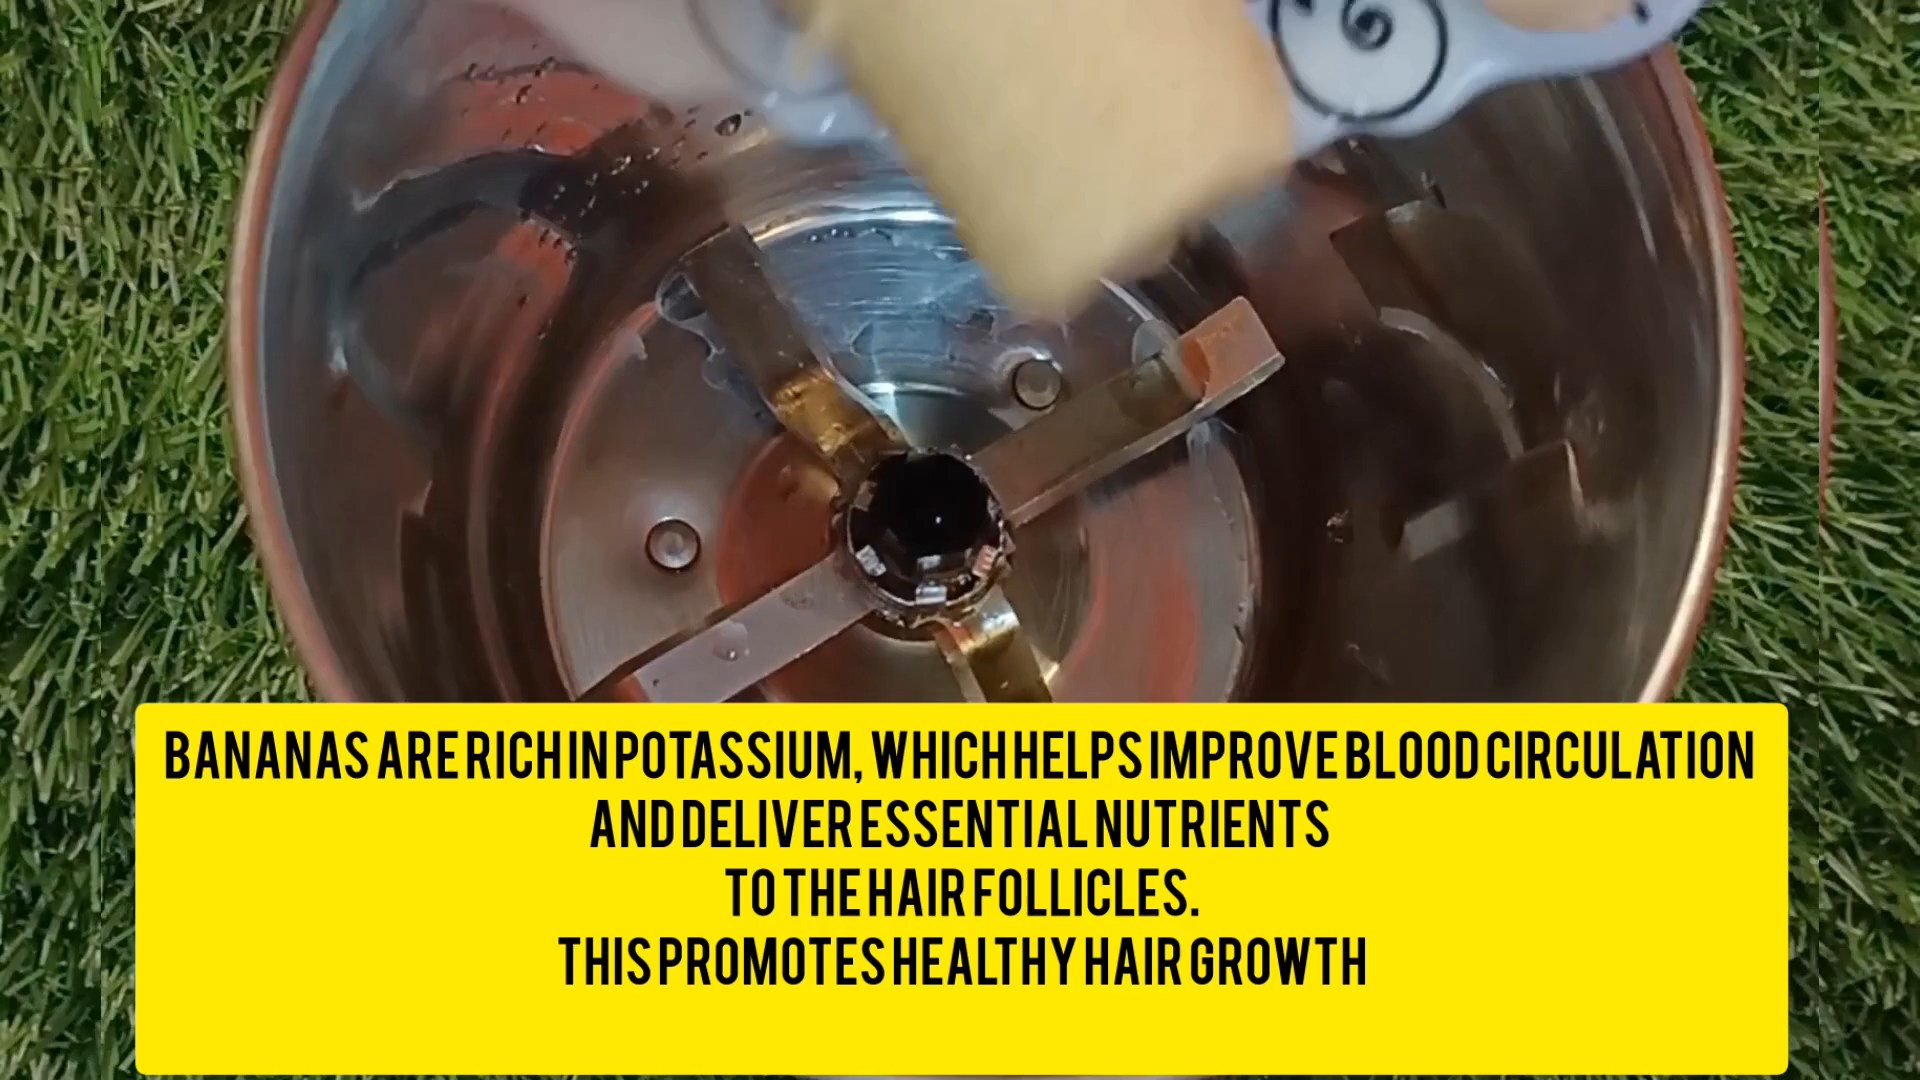 BANANAS ARE RICH IN POTASSIUM, WHICH HELPS IMPROVE BLOOD CIRCULATION
AND DELIVER ESSENTIAL NUTRIENTS
TO THE HAIR FOLLICLES.
THIS PROMOTES HEALTHY HAIR GROWTH